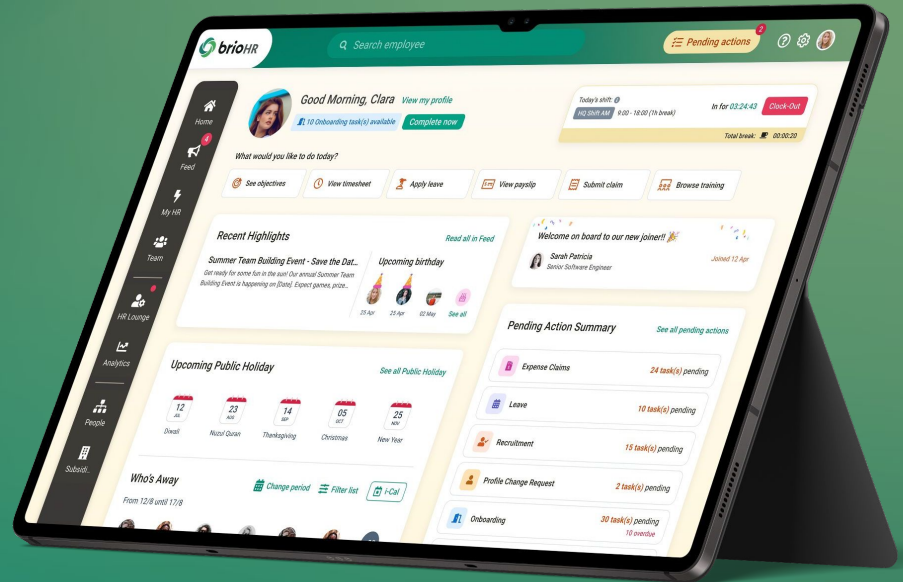 brioHR
Search employee
Pending actions
Home
4
Feed
My HR
Team
HR Lounge
Analytics
People
Subsidi..
Good Morning, Clara View my profile
10 Onboarding task(s) available Complete now
Today's shift:
HQ Shift AM 9:00 - 18:00 (1h break)
In for 03:24:43 Clock-Out
Total break: 00:00:20
What would you like to do today?
See objectives
View timesheet
Apply leave
View payslip
Submit claim
Browse training
Recent Highlights
Read all in Feed
Summer Team Building Event - Save the Dat...
Get ready for some fun in the sun! Our annual Summer Team
Building Event is happening on [Date]. Expect games, prize..
Upcoming birthday
25 Apr 25 Apr 02 May See all
Welcome on board to our new joiner!!
Sarah Patricia
Senior Software Engineer
Joined 12 Apr
Upcoming Public Holiday
See all Public Holiday
12
JUL
Diwali
23
AUG
Nuzul Quran
14
SEP
Thenksgiving
05
OCT
Christmas
25
NOV
New Year
Pending Action Summary
See all pending actions
Expense Claims
24 task(s) pending
Leave
10 task(s) pending
Recruitment
15 task(s) pending
Profile Change Request
2 task(s) pending
Onboarding
30 task(s) pending
10 overdue
Who's Away
Change period Filter list i-Cal
From 12/8 until 17/8